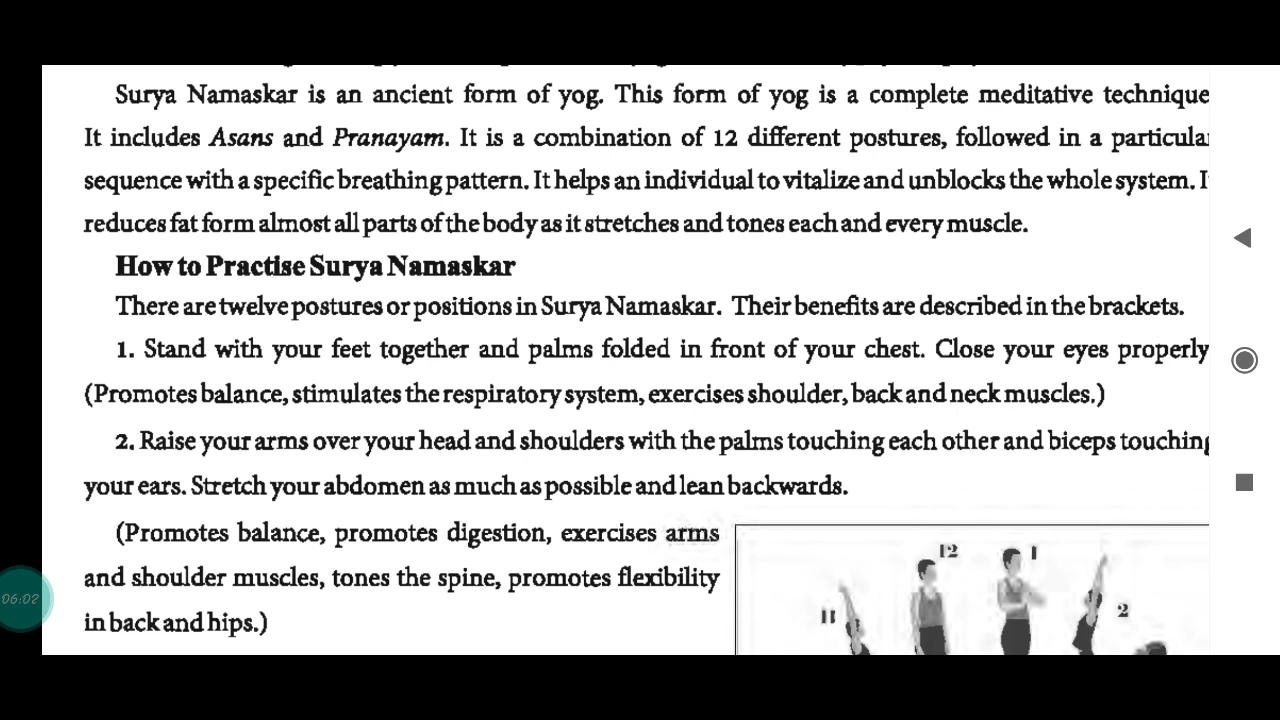 Surya Namaskar is an ancient form of yog. This form of yog is a complete meditative technique
It includes Asans and Pranayam. It is a combination of 12 different postures, followed in a particular
sequence with a specific breathing pattern. It helps an individual to vitalize and unblocks the whole system. I
reduces fat form almost all parts of the body as it stretches and tones each and every muscle.
How to Practise Surya Namaskar
There are twelve postures or positions in Surya Namaskar. Their benefits are described in the brackets.
1. Stand with your feet together and palms folded in front of your chest. Close your eyes properly
(Promotes balance, stimulates the respiratory system, exercises shoulder, back and neck muscles.)
2. Raise your arms over your head and shoulders with the palms touching each other and biceps touching
your ears. Stretch your abdomen as much as possible and lean backwards.
(Promotes balance, promotes digestion, exercises arms
and shoulder muscles, tones the spine, promotes flexibility
in back and hips.)
12 1
11 2
06:02